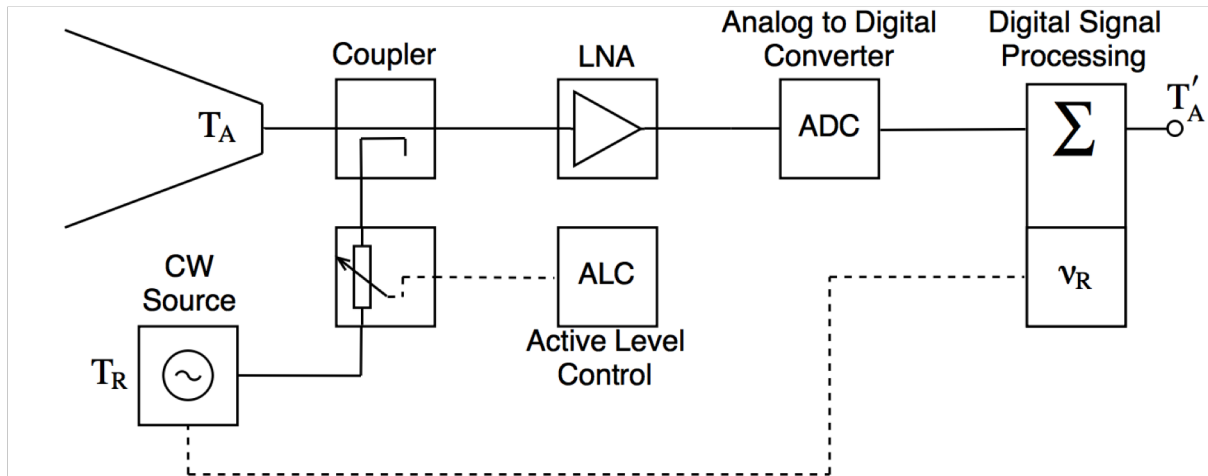 Analog to Digital
Converter
Digital Signal
Processing
Coupler
LNA
T_A
ADC
Σ
T_A'
CW
Source
ALC
ν_R
Active Level
Control
T_R
~